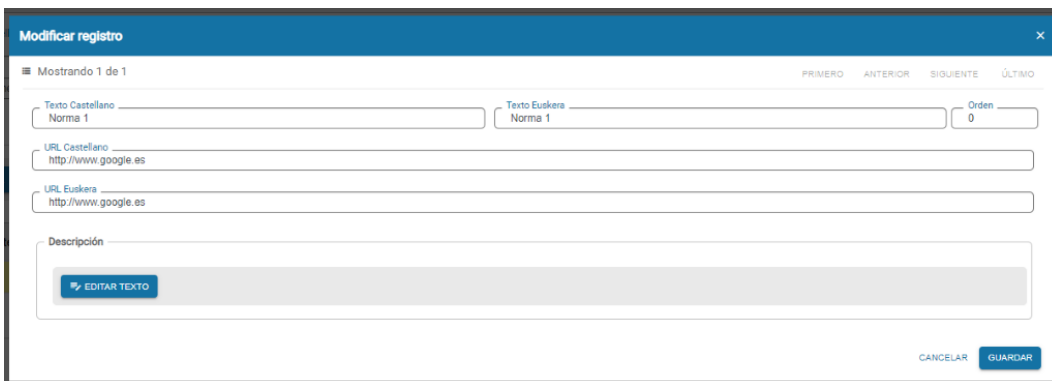 Modificar registro
×
Mostrando 1 de 1
PRIMERO ANTERIOR SIGUIENTE ÚLTIMO
Texto Castellano
Norma 1
Texto Euskera
Norma 1
Orden
0
URL Castellano
http://www.google.es
URL Euskera
http://www.google.es
Descripción
EDITAR TEXTO
CANCELAR GUARDAR